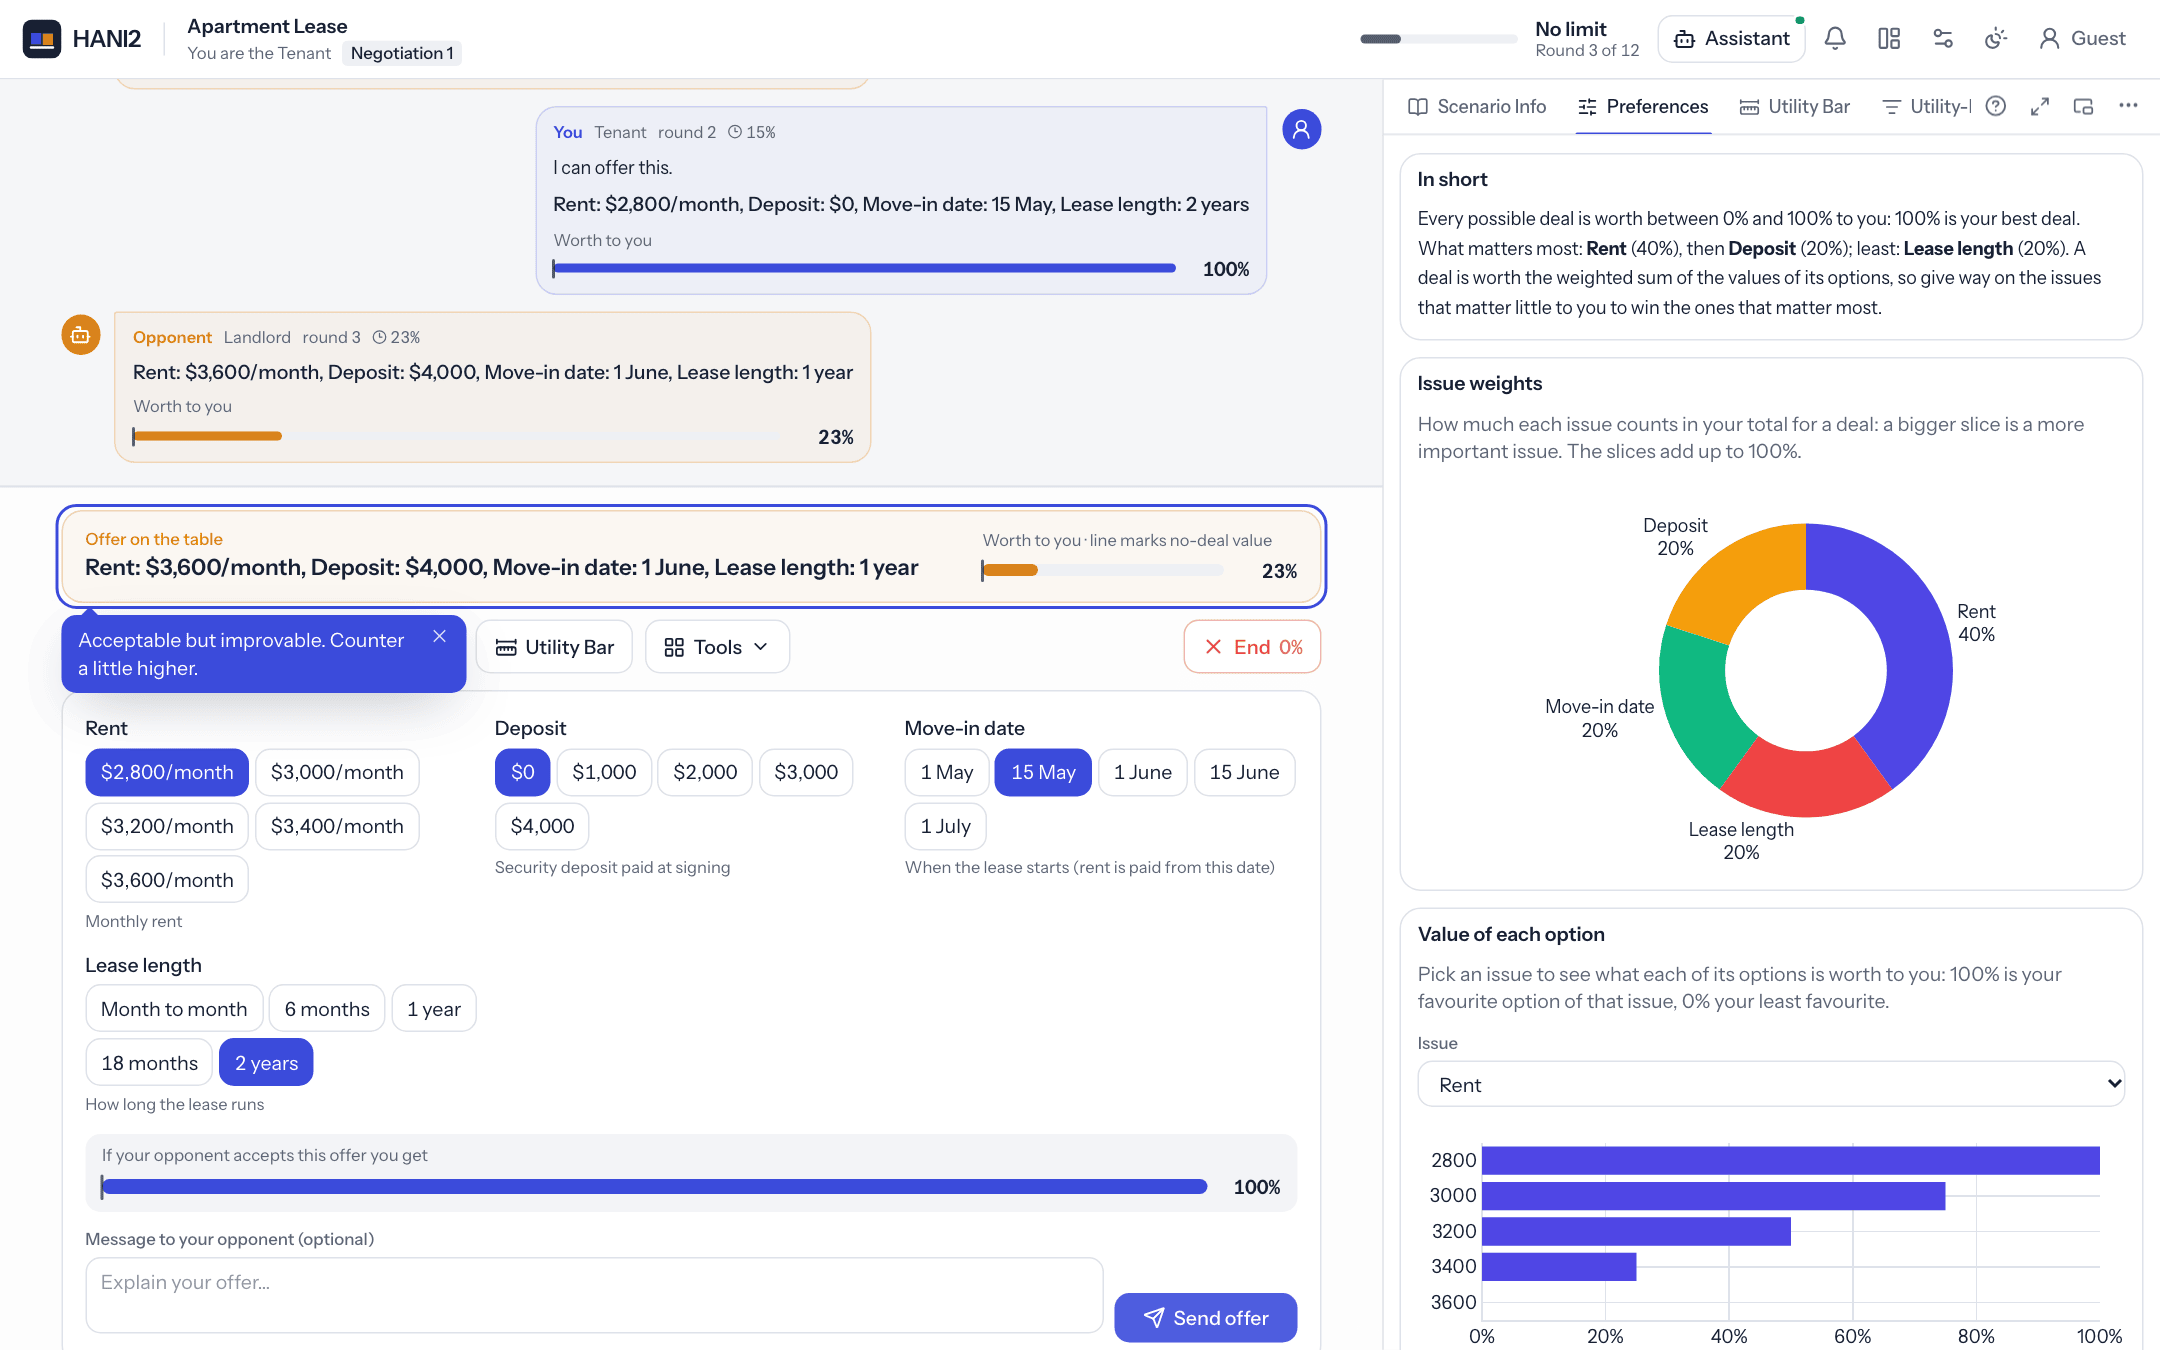 HANI2
Apartment Lease
You are the Tenant
Negotiation 1
No limit
Round 3 of 12
Assistant
Guest
You Tenant round 2 15%
I can offer this.
Rent: $2,800/month, Deposit: $0, Move-in date: 15 May, Lease length: 2 years
Worth to you
100%
Opponent Landlord round 3 23%
Rent: $3,600/month, Deposit: $4,000, Move-in date: 1 June, Lease length: 1 year
Worth to you
23%
Offer on the table
Rent: $3,600/month, Deposit: $4,000, Move-in date: 1 June, Lease length: 1 year
Worth to you · line marks no-deal value
23%
Acceptable but improvable. Counter
a little higher.
Utility Bar
Tools
End 0%
Rent
$2,800/month
$3,000/month
$3,200/month
$3,400/month
$3,600/month
Monthly rent
Deposit
$0
$1,000
$2,000
$3,000
$4,000
Security deposit paid at signing
Move-in date
1 May
15 May
1 June
15 June
1 July
When the lease starts (rent is paid from this date)
Lease length
Month to month
6 months
1 year
18 months
2 years
How long the lease runs
If your opponent accepts this offer you get
100%
Message to your opponent (optional)
Explain your offer...
Send offer
Scenario Info
Preferences
Utility Bar
Utility-
In short
Every possible deal is worth between 0% and 100% to you: 100% is your best deal.
What matters most: Rent (40%), then Deposit (20%); least: Lease length (20%). A
deal is worth the weighted sum of the values of its options, so give way on the issues
that matter little to you to win the ones that matter most.
Issue weights
How much each issue counts in your total for a deal: a bigger slice is a more
important issue. The slices add up to 100%.
Deposit
20%
Rent
40%
Move-in date
20%
Lease length
20%
Value of each option
Pick an issue to see what each of its options is worth to you: 100% is your
favourite option of that issue, 0% your least favourite.
Issue
Rent
2800
3000
3200
3400
3600
0% 20% 40% 60% 80% 100%